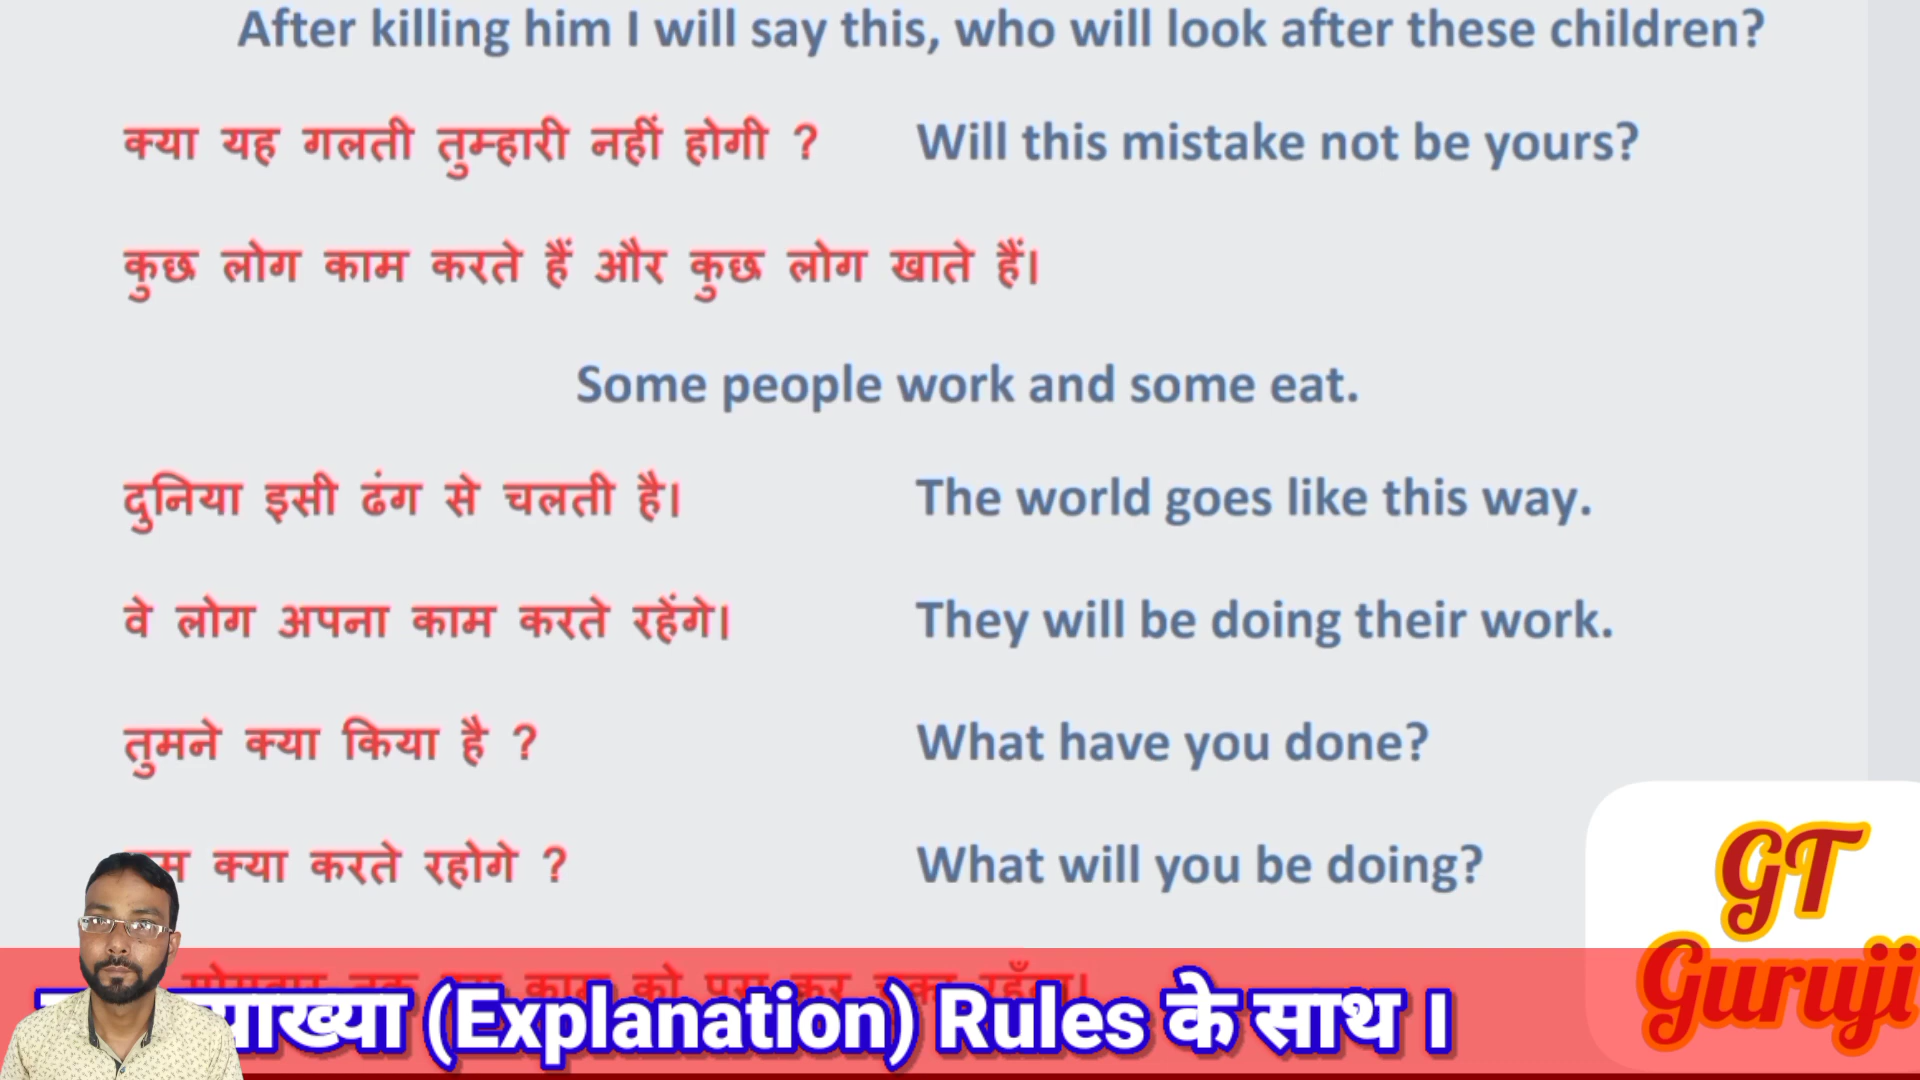 After killing him I will say this, who will look after these children?
क्या यह गलती तुम्हारी नहीं होगी ? Will this mistake not be yours?
कुछ लोग काम करते हैं और कुछ लोग खाते हैं।
Some people work and some eat.
दुनिया इसी ढंग से चलती है। The world goes like this way.
वे लोग अपना काम करते रहेंगे। They will be doing their work.
तुमने क्या किया है ? What have you done?
क्या करते रहोगे ? What will you be doing?
GT
Guruji
तक काम को कर
(Explanation) Rules के साथ ।